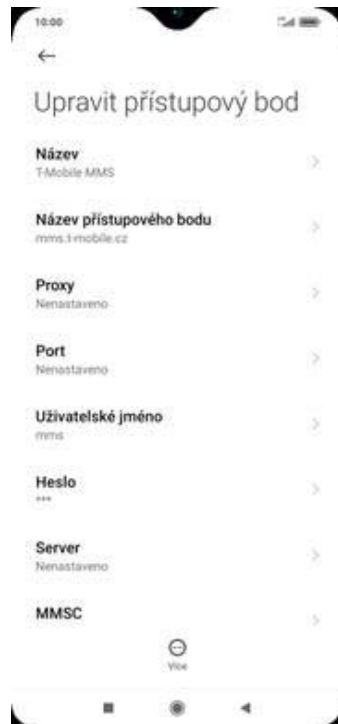 10:00
Upravit přístupový bod
Název
T-Mobile MMS
Název přístupového bodu
mms.t-mobile.cz
Proxy
Nenastaveno
Port
Nenastaveno
Uživatelské jméno
mms
Heslo
***
Server
Nenastaveno
MMSC
Více